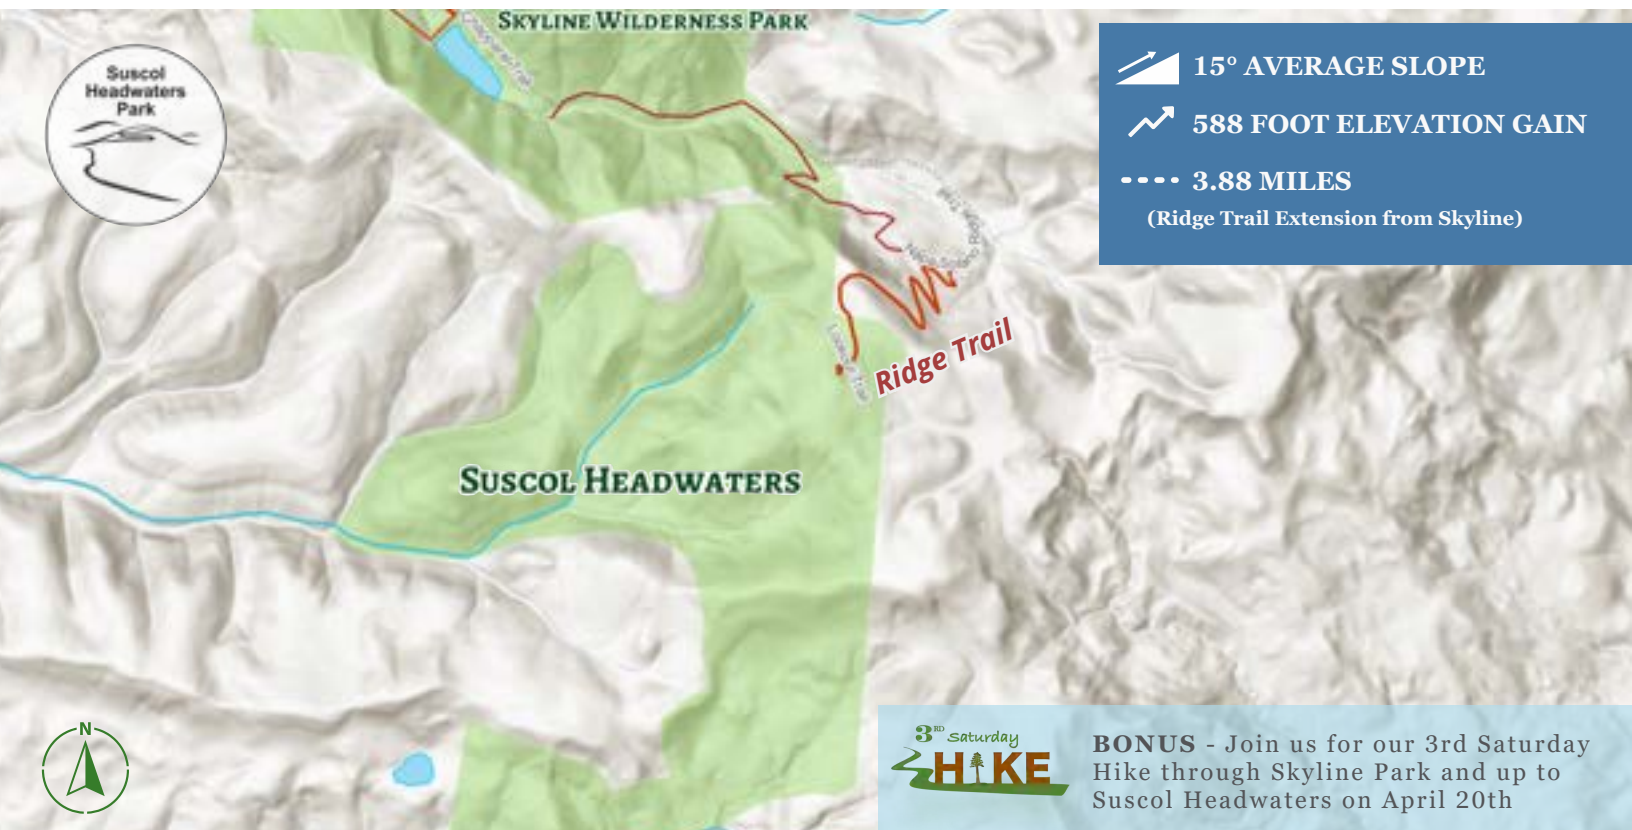 SKYLINE WILDERNESS PARK
Suscol
Headwaters
Park
15° AVERAGE SLOPE
588 FOOT ELEVATION GAIN
3.88 MILES
(Ridge Trail Extension from Skyline)
Ridge Trail
SUSCOL HEADWATERS
N
3RD Saturday
HIKE
BONUS - Join us for our 3rd Saturday
Hike through Skyline Park and up to
Suscol Headwaters on April 20th